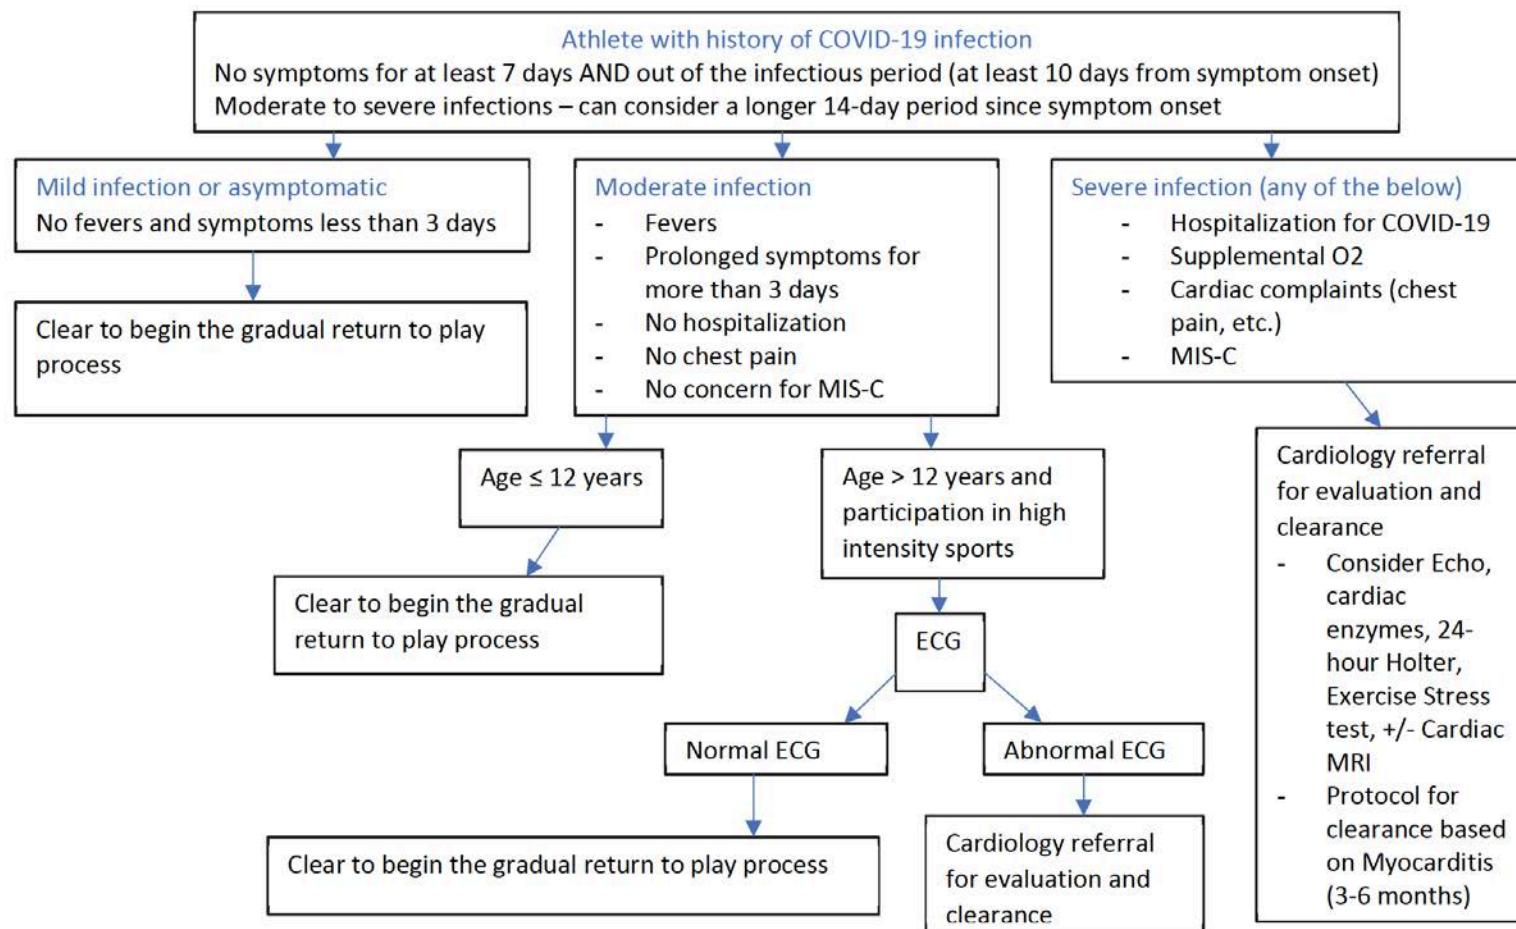 Athlete with history of COVID-19 infection
No symptoms for at least 7 days AND out of the infectious period (at least 10 days from symptom onset)
Moderate to severe infections – can consider a longer 14-day period since symptom onset
Mild infection or asymptomatic
No fevers and symptoms less than 3 days
Clear to begin the gradual return to play
process
Moderate infection
- Fevers
- Prolonged symptoms for
more than 3 days
- No hospitalization
- No chest pain
- No concern for MIS-C
Severe infection (any of the below)
- Hospitalization for COVID-19
- Supplemental O2
- Cardiac complaints (chest
pain, etc.)
- MIS-C
Age ≤ 12 years
Clear to begin the gradual
return to play process
Age > 12 years and
participation in high
intensity sports
ECG
Normal ECG
Abnormal ECG
Clear to begin the gradual return to play process
Cardiology referral
for evaluation and
clearance
Cardiology referral
for evaluation and
clearance
- Consider Echo,
cardiac
enzymes, 24-
hour Holter,
Exercise Stress
test, +/- Cardiac
MRI
- Protocol for
clearance based
on Myocarditis
(3-6 months)